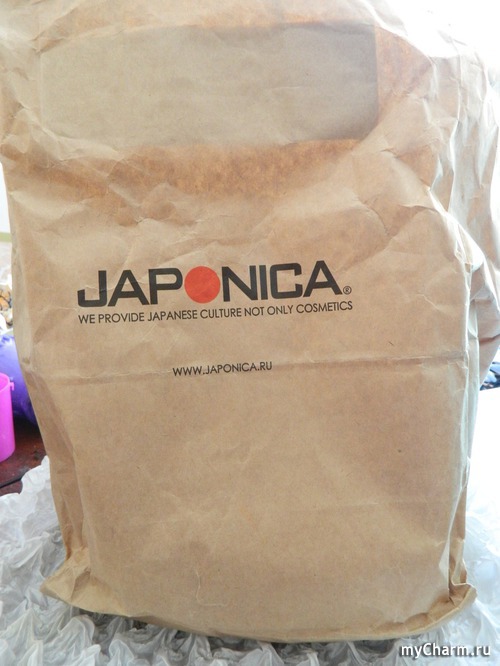 JAPONICA®
WE PROVIDE JAPANESE CULTURE NOT ONLY COSMETICS
WWW.JAPONICA.RU
myCharm.ru